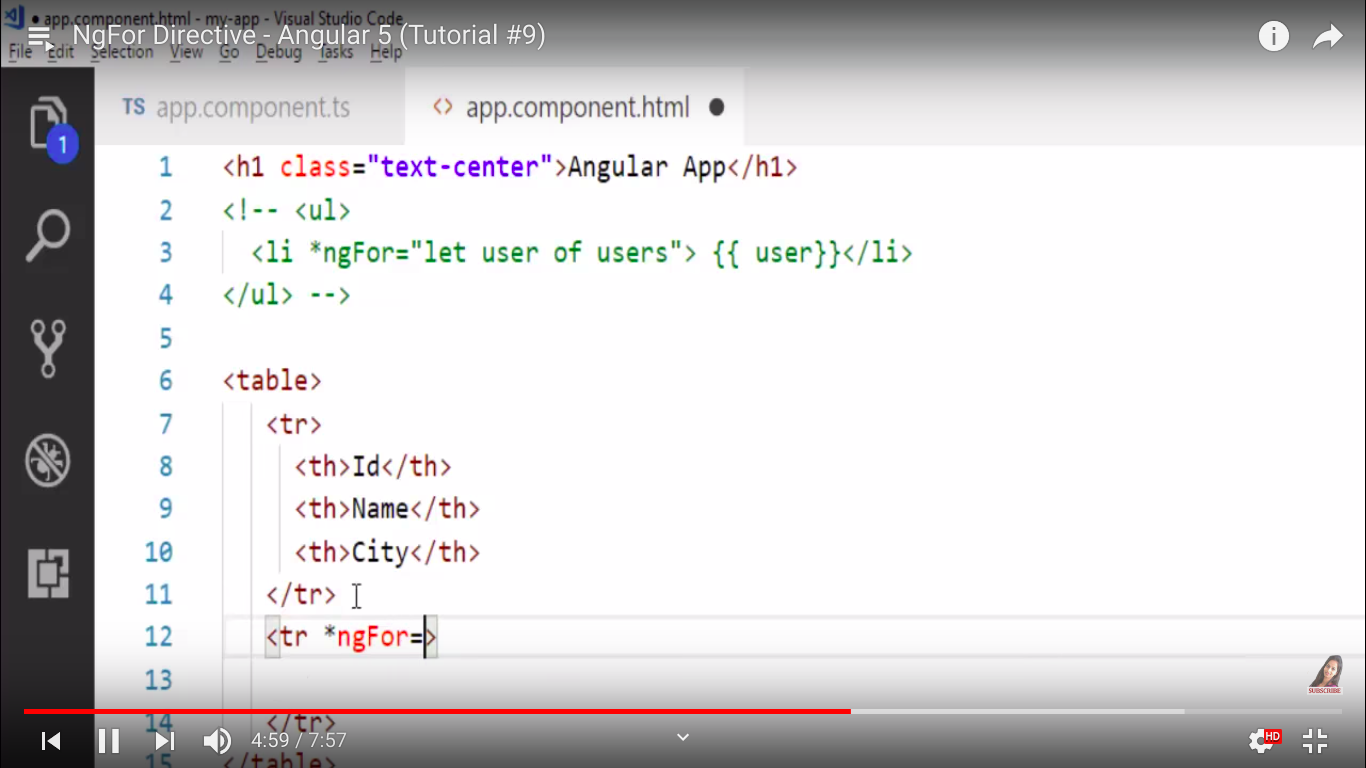 app.component.html - my-app - Visual Studio Code
NgFor Directive - Angular 5 (Tutorial #9)
File Edit Selection View Go Debug Tasks Help
TS app.component.ts
<> app.component.html
1
1 <h1 class="text-center">Angular App</h1>
2 <!-- <ul>
3 <li *ngFor="let user of users"> {{ user}}</li>
4 </ul> -->
5
6 <table>
7 <tr>
8 <th>Id</th>
9 <th>Name</th>
10 <th>City</th>
11 </tr>
12 <tr *ngFor=>
13
14 </tr>
15 </table>
SUBSCRIBE
4:59 / 7:57
HD